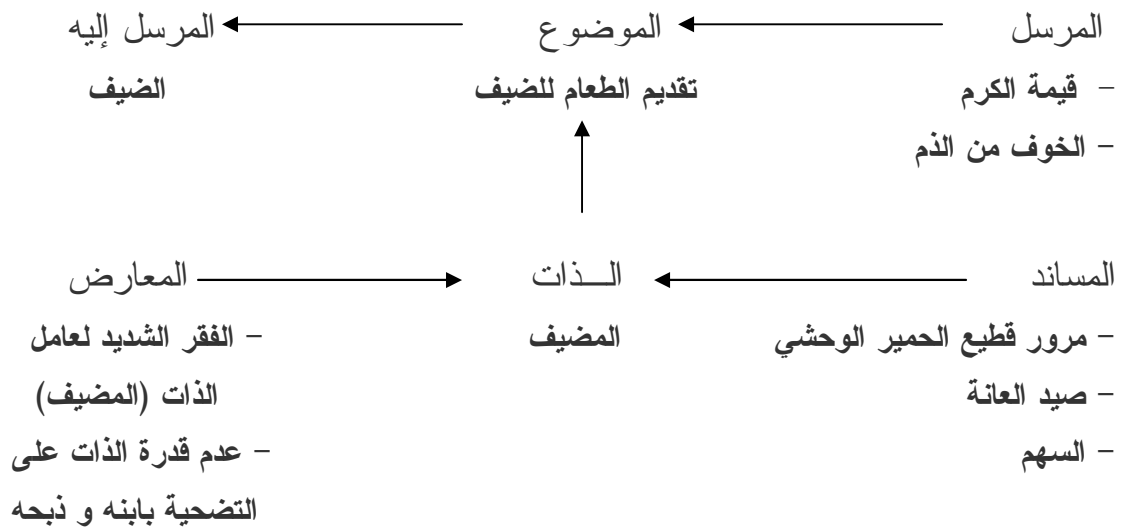 المرسل الموضوع المرسل إليه
- قيمة الكرم تقديم الطعام للضيف الضيف
- الخوف من الذم
المساند الـــذات المعارض
- مرور قطيع الحمير الوحشي المضيف - الفقر الشديد لعامل
- صيد العانة الذات (المضيف)
- السهم - عدم قدرة الذات على
التضحية بابنه و ذبحه